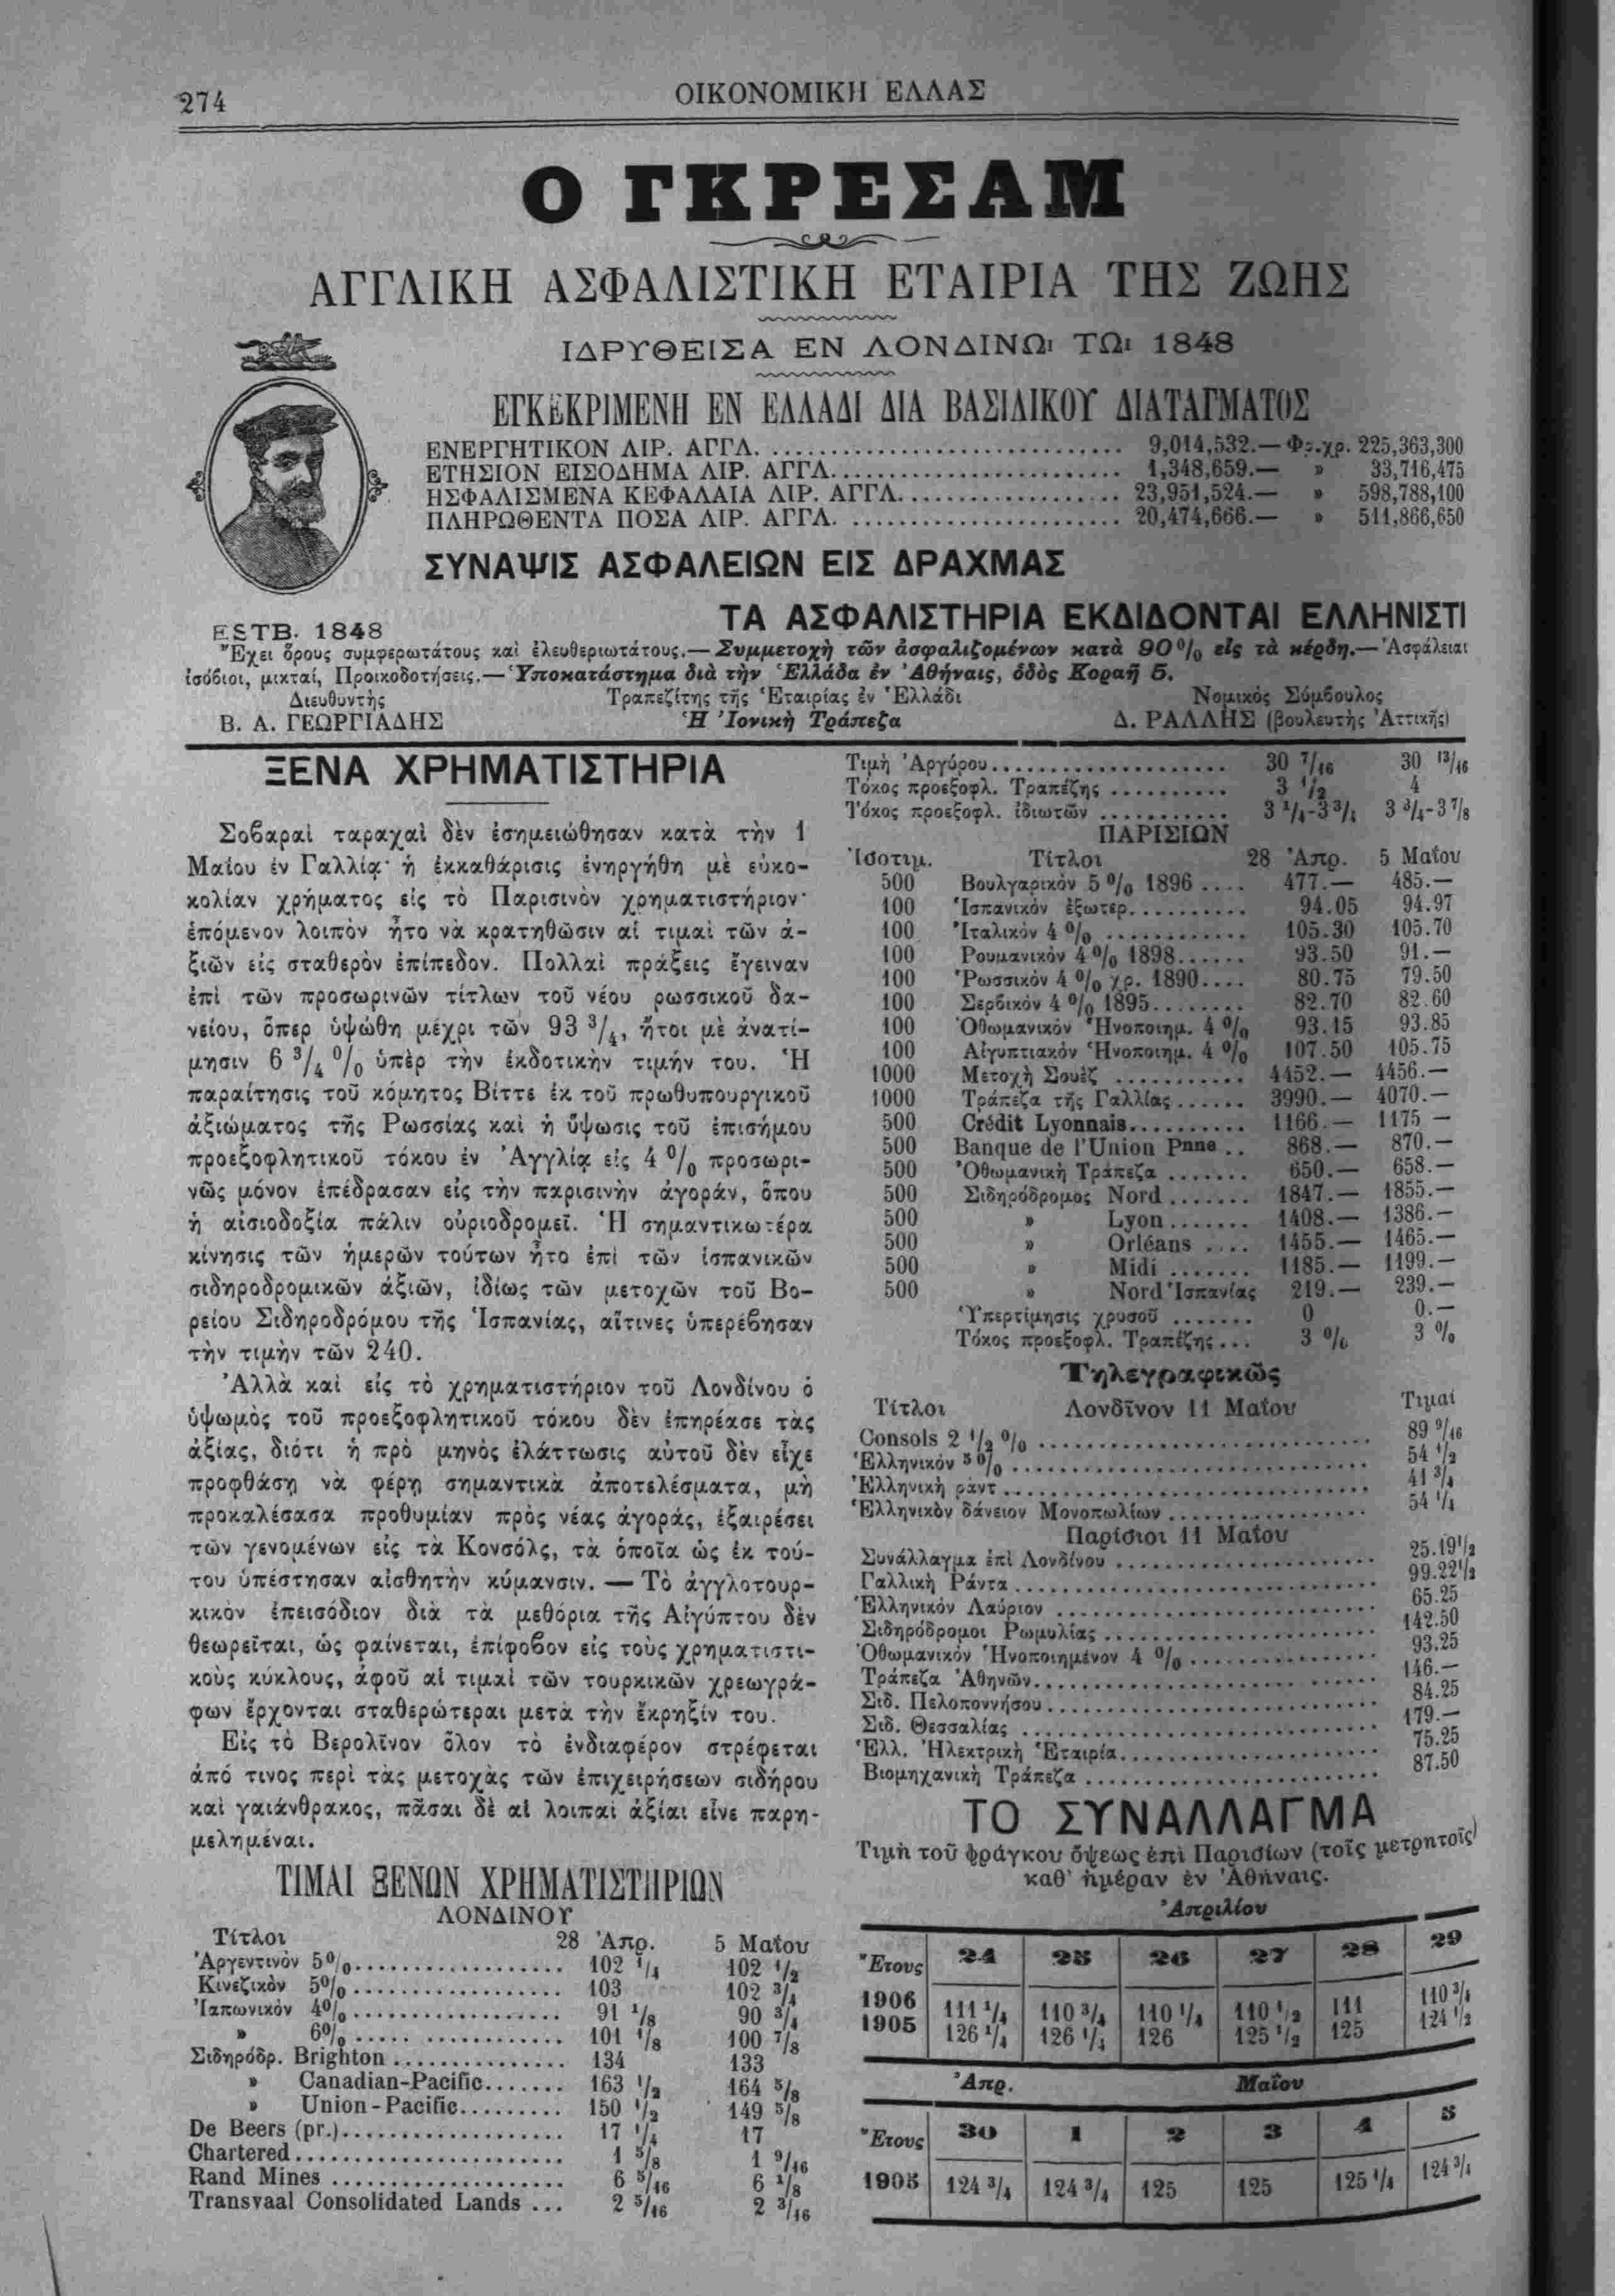 274
ΟΙΚΟΝΟΜΙΚΗ ΕΛΛΑΣ
Ο ΓΚΡΕΣΑΜ
ΑΓΓΛΙΚΗ ΑΣΦΑΛΙΣΤΙΚΗ ΕΤΑΙΡΙΑ ΤΗΣ ΖΩΗΣ
ΙΔΡΥΘΕΙΣΑ ΕΝ ΛΟΝΔΙΝΩι ΤΩι 1848
ΕΓΚΕΚΡΙΜΕΝΗ ΕΝ ΕΛΛΑΔΙ ΔΙΑ ΒΑΣΙΛΙΚΟΥ ΔΙΑΤΑΓΜΑΤΟΣ
ΕΝΕΡΓΗΤΙΚΟΝ ΛΙΡ. ΑΓΓΛ. ........ 9,014,532.— Φρ.χρ. 225,363,300
ΕΤΗΣΙΟΝ ΕΙΣΟΔΗΜΑ ΛΙΡ. ΑΓΓΛ. ........ 1,348,659.— » 33,716,475
ΗΣΦΑΛΙΣΜΕΝΑ ΚΕΦΑΛΑΙΑ ΛΙΡ. ΑΓΓΛ. ........ 23,951,524.— » 598,788,100
ΠΛΗΡΩΘΕΝΤΑ ΠΟΣΑ ΛΙΡ. ΑΓΓΛ. ........ 20,474,666.— » 511,866,650
ΣΥΝΑΨΙΣ ΑΣΦΑΛΕΙΩΝ ΕΙΣ ΔΡΑΧΜΑΣ
ΤΑ ΑΣΦΑΛΙΣΤΗΡΙΑ ΕΚΔΙΔΟΝΤΑΙ ΕΛΛΗΝΙΣΤΙ
ESTB. 1848
Ἔχει ὅρους συμφερωτάτους καὶ ἐλευθεριωτάτους.—Συμμετοχὴ τῶν ἀσφαλιζομένων κατὰ 90% εἰς τὰ κέρδη.—Ἀσφάλειαι
ἰσόβιοι, μικταί, Προικοδοτήσεις.—Ὑποκατάστημα διὰ τὴν Ἑλλάδα ἐν Ἀθήναις, ὁδὸς Κοραῆ 5.
Διευθυντὴς Τραπεζίτης τῆς Ἑταιρίας ἐν Ἑλλάδι Νομικὸς Σύμβουλος
Β. Α. ΓΕΩΡΓΙΑΔΗΣ Ἡ Ἰονικὴ Τράπεζα Δ. ΡΑΛΛΗΣ (βουλευτὴς Ἀττικῆς)
ΞΕΝΑ ΧΡΗΜΑΤΙΣΤΗΡΙΑ
Σοβαραὶ ταραχαὶ δὲν ἐσημειώθησαν κατὰ τὴν 1
Μαΐου ἐν Γαλλίᾳ· ἡ ἐκκαθάρισις ἐνηργήθη μὲ εὐκο-
κολίαν χρήματος εἰς τὸ Παρισινὸν χρηματιστήριον·
ἑπόμενον λοιπὸν ἦτο νὰ κρατηθῶσιν αἱ τιμαὶ τῶν ἀ-
ξιῶν εἰς σταθερὸν ἐπίπεδον. Πολλαὶ πράξεις ἔγειναν
ἐπὶ τῶν προσωρινῶν τίτλων τοῦ νέου ρωσσικοῦ δα-
νείου, ὅπερ ὑψώθη μέχρι τῶν 93 3/4, ἤτοι μὲ ἀνατί-
μησιν 6 3/4 % ὑπὲρ τὴν ἐκδοτικὴν τιμήν του. Ἡ
παραίτησις τοῦ κόμητος Βίττε ἐκ τοῦ πρωθυπουργικοῦ
ἀξιώματος τῆς Ρωσσίας καὶ ἡ ὕψωσις τοῦ ἐπισήμου
προεξοφλητικοῦ τόκου ἐν Ἀγγλίᾳ εἰς 4 % προσωρι-
νῶς μόνον ἐπέδρασαν εἰς τὴν παρισινὴν ἀγοράν, ὅπου
ἡ αἰσιοδοξία πάλιν οὐριοδρομεῖ. Ἡ σημαντικωτέρα
κίνησις τῶν ἡμερῶν τούτων ἦτο ἐπὶ τῶν ἱσπανικῶν
σιδηροδρομικῶν ἀξιῶν, ἰδίως τῶν μετοχῶν τοῦ Βο-
ρείου Σιδηροδρόμου τῆς Ἱσπανίας, αἵτινες ὑπερέβησαν
τὴν τιμὴν τῶν 240.
Ἀλλὰ καὶ εἰς τὸ χρηματιστήριον τοῦ Λονδίνου ὁ
ὑψωμὸς τοῦ προεξοφλητικοῦ τόκου δὲν ἐπηρέασε τὰς
ἀξίας, διότι ἡ πρὸ μηνὸς ἐλάττωσις αὐτοῦ δὲν εἶχε
προφθάσῃ νὰ φέρῃ σημαντικὰ ἀποτελέσματα, μὴ
προκαλέσασα προθυμίαν πρὸς νέας ἀγοράς, ἐξαιρέσει
τῶν γενομένων εἰς τὰ Κονσόλς, τὰ ὁποῖα ὡς ἐκ τού-
του ὑπέστησαν αἰσθητὴν κύμανσιν. — Τὸ ἀγγλοτουρ-
κικὸν ἐπεισόδιον διὰ τὰ μεθόρια τῆς Αἰγύπτου δὲν
θεωρεῖται, ὡς φαίνεται, ἐπίφοβον εἰς τοὺς χρηματιστι-
κοὺς κύκλους, ἀφοῦ αἱ τιμαὶ τῶν τουρκικῶν χρεωγρά-
φων ἔρχονται σταθερώτεραι μετὰ τὴν ἔκρηξίν του.
Εἰς τὸ Βερολῖνον ὅλον τὸ ἐνδιαφέρον στρέφεται
ἀπό τινος περὶ τὰς μετοχὰς τῶν ἐπιχειρήσεων σιδήρου
καὶ γαιάνθρακος, πᾶσαι δὲ αἱ λοιπαὶ ἀξίαι εἶνε παρη-
μελημέναι.
ΤΙΜΑΙ ΞΕΝΩΝ ΧΡΗΜΑΤΙΣΤΗΡΙΩΝ
ΛΟΝΔΙΝΟΥ
Τίτλοι 28 Ἀπρ. 5 Μαΐου
Ἀργεντινὸν 5% ........ 102 1/4 102 1/2
Κινεζικὸν 5% ........ 103 102 3/4
Ἰαπωνικὸν 4% ........ 91 1/8 90 3/4
» 6% ........ 101 1/8 100 7/8
Σιδηρόδρ. Brighton ........ 134 133
» Canadian-Pacific ........ 163 1/2 164 5/8
» Union-Pacific ........ 150 1/2 149 5/8
De Beers (pr.) ........ 17 1/4 17
Chartered ........ 1 5/8 1 9/16
Rand Mines ........ 6 5/16 6 1/8
Transvaal Consolidated Lands ... 2 5/16 2 3/16
Τιμὴ Ἀργύρου ........ 30 7/16 30 13/16
Τόκος προεξοφλ. Τραπέζης ........ 3 1/2 4
Τόκος προεξοφλ. ἰδιωτῶν ........ 3 1/4-3 3/4 3 3/4-3 7/8
ΠΑΡΙΣΙΩΝ
Ἰσοτιμ. Τίτλοι 28 Ἀπρ. 5 Μαΐου
500 Βουλγαρικόν 5 % 1896 .... 477.— 485.—
100 Ἱσπανικόν ἐξωτερ. ........ 94.05 94.97
100 Ἰταλικόν 4 % ........ 105.30 105.70
100 Ρουμανικόν 4 % 1898 ...... 93.50 91.—
100 Ῥωσσικόν 4 % χρ. 1890 .... 80.75 79.50
100 Σερβικόν 4 % 1895 ........ 82.70 82.60
100 Ὀθωμανικόν Ἡνοποιημ. 4 % 93.15 93.85
100 Αἰγυπτιακόν Ἡνοποιημ. 4 % 107.50 105.75
1000 Μετοχὴ Σουὲζ ........ 4452.— 4456.—
1000 Τράπεζα τῆς Γαλλίας ...... 3990.— 4070.—
500 Crédit Lyonnais ........ 1166.— 1175 —
500 Banque de l'Union Pnne .. 868.— 870.—
500 Ὀθωμανικὴ Τράπεζα ....... 650.— 658.—
500 Σιδηρόδρομος Nord ....... 1847.— 1855.—
500 » Lyon ....... 1408.— 1386.—
500 » Orléans .... 1455.— 1465.—
500 » Midi ....... 1185.— 1199.—
500 » Nord Ἱσπανίας 219.— 239.—
Ὑπερτίμησις χρυσοῦ ....... 0 0.—
Τόκος προεξοφλ. Τραπέζης ... 3 % 3 %
Τηλεγραφικῶς
Τίτλοι Λονδῖνον 11 Μαΐου Τιμαί
Consols 2 1/2 % ........ 89 9/16
Ἑλληνικόν 5 % ........ 54 1/2
Ἑλληνικὴ ράντ ........ 41 3/4
Ἑλληνικὸν δάνειον Μονοπωλίων ........ 54 1/4
Παρίσιοι 11 Μαΐου
Συνάλλαγμα ἐπὶ Λονδίνου ........ 25.19 1/2
Γαλλικὴ Ράντα ........ 99.22 1/2
Ἑλληνικόν Λαύριον ........ 65.25
Σιδηρόδρομοι Ρωμυλίας ........ 142.50
Ὀθωμανικόν Ἡνοποιημένον 4 % ........ 93.25
Τράπεζα Ἀθηνῶν ........ 146.—
Σιδ. Πελοποννήσου ........ 84.25
Σιδ. Θεσσαλίας ........ 179.—
Ἑλλ. Ἠλεκτρικὴ Ἑταιρία ........ 75.25
Βιομηχανικὴ Τράπεζα ........ 87.50
ΤΟ ΣΥΝΑΛΛΑΓΜΑ
Τιμὴ τοῦ φράγκου ὄψεως ἐπὶ Παρισίων (τοῖς μετρητοῖς)
καθ' ἡμέραν ἐν Ἀθήναις.
Ἀπριλίου
Ἔτους 24 25 26 27 28 29
1906 111 1/4 110 3/4 110 1/4 110 1/2 111 110 3/4
1905 126 1/4 126 1/4 126 125 1/2 125 124 1/2
Ἀπρ. Μαΐου
Ἔτους 30 1 2 3 4 5
1905 124 3/4 124 3/4 125 125 125 1/4 124 3/4